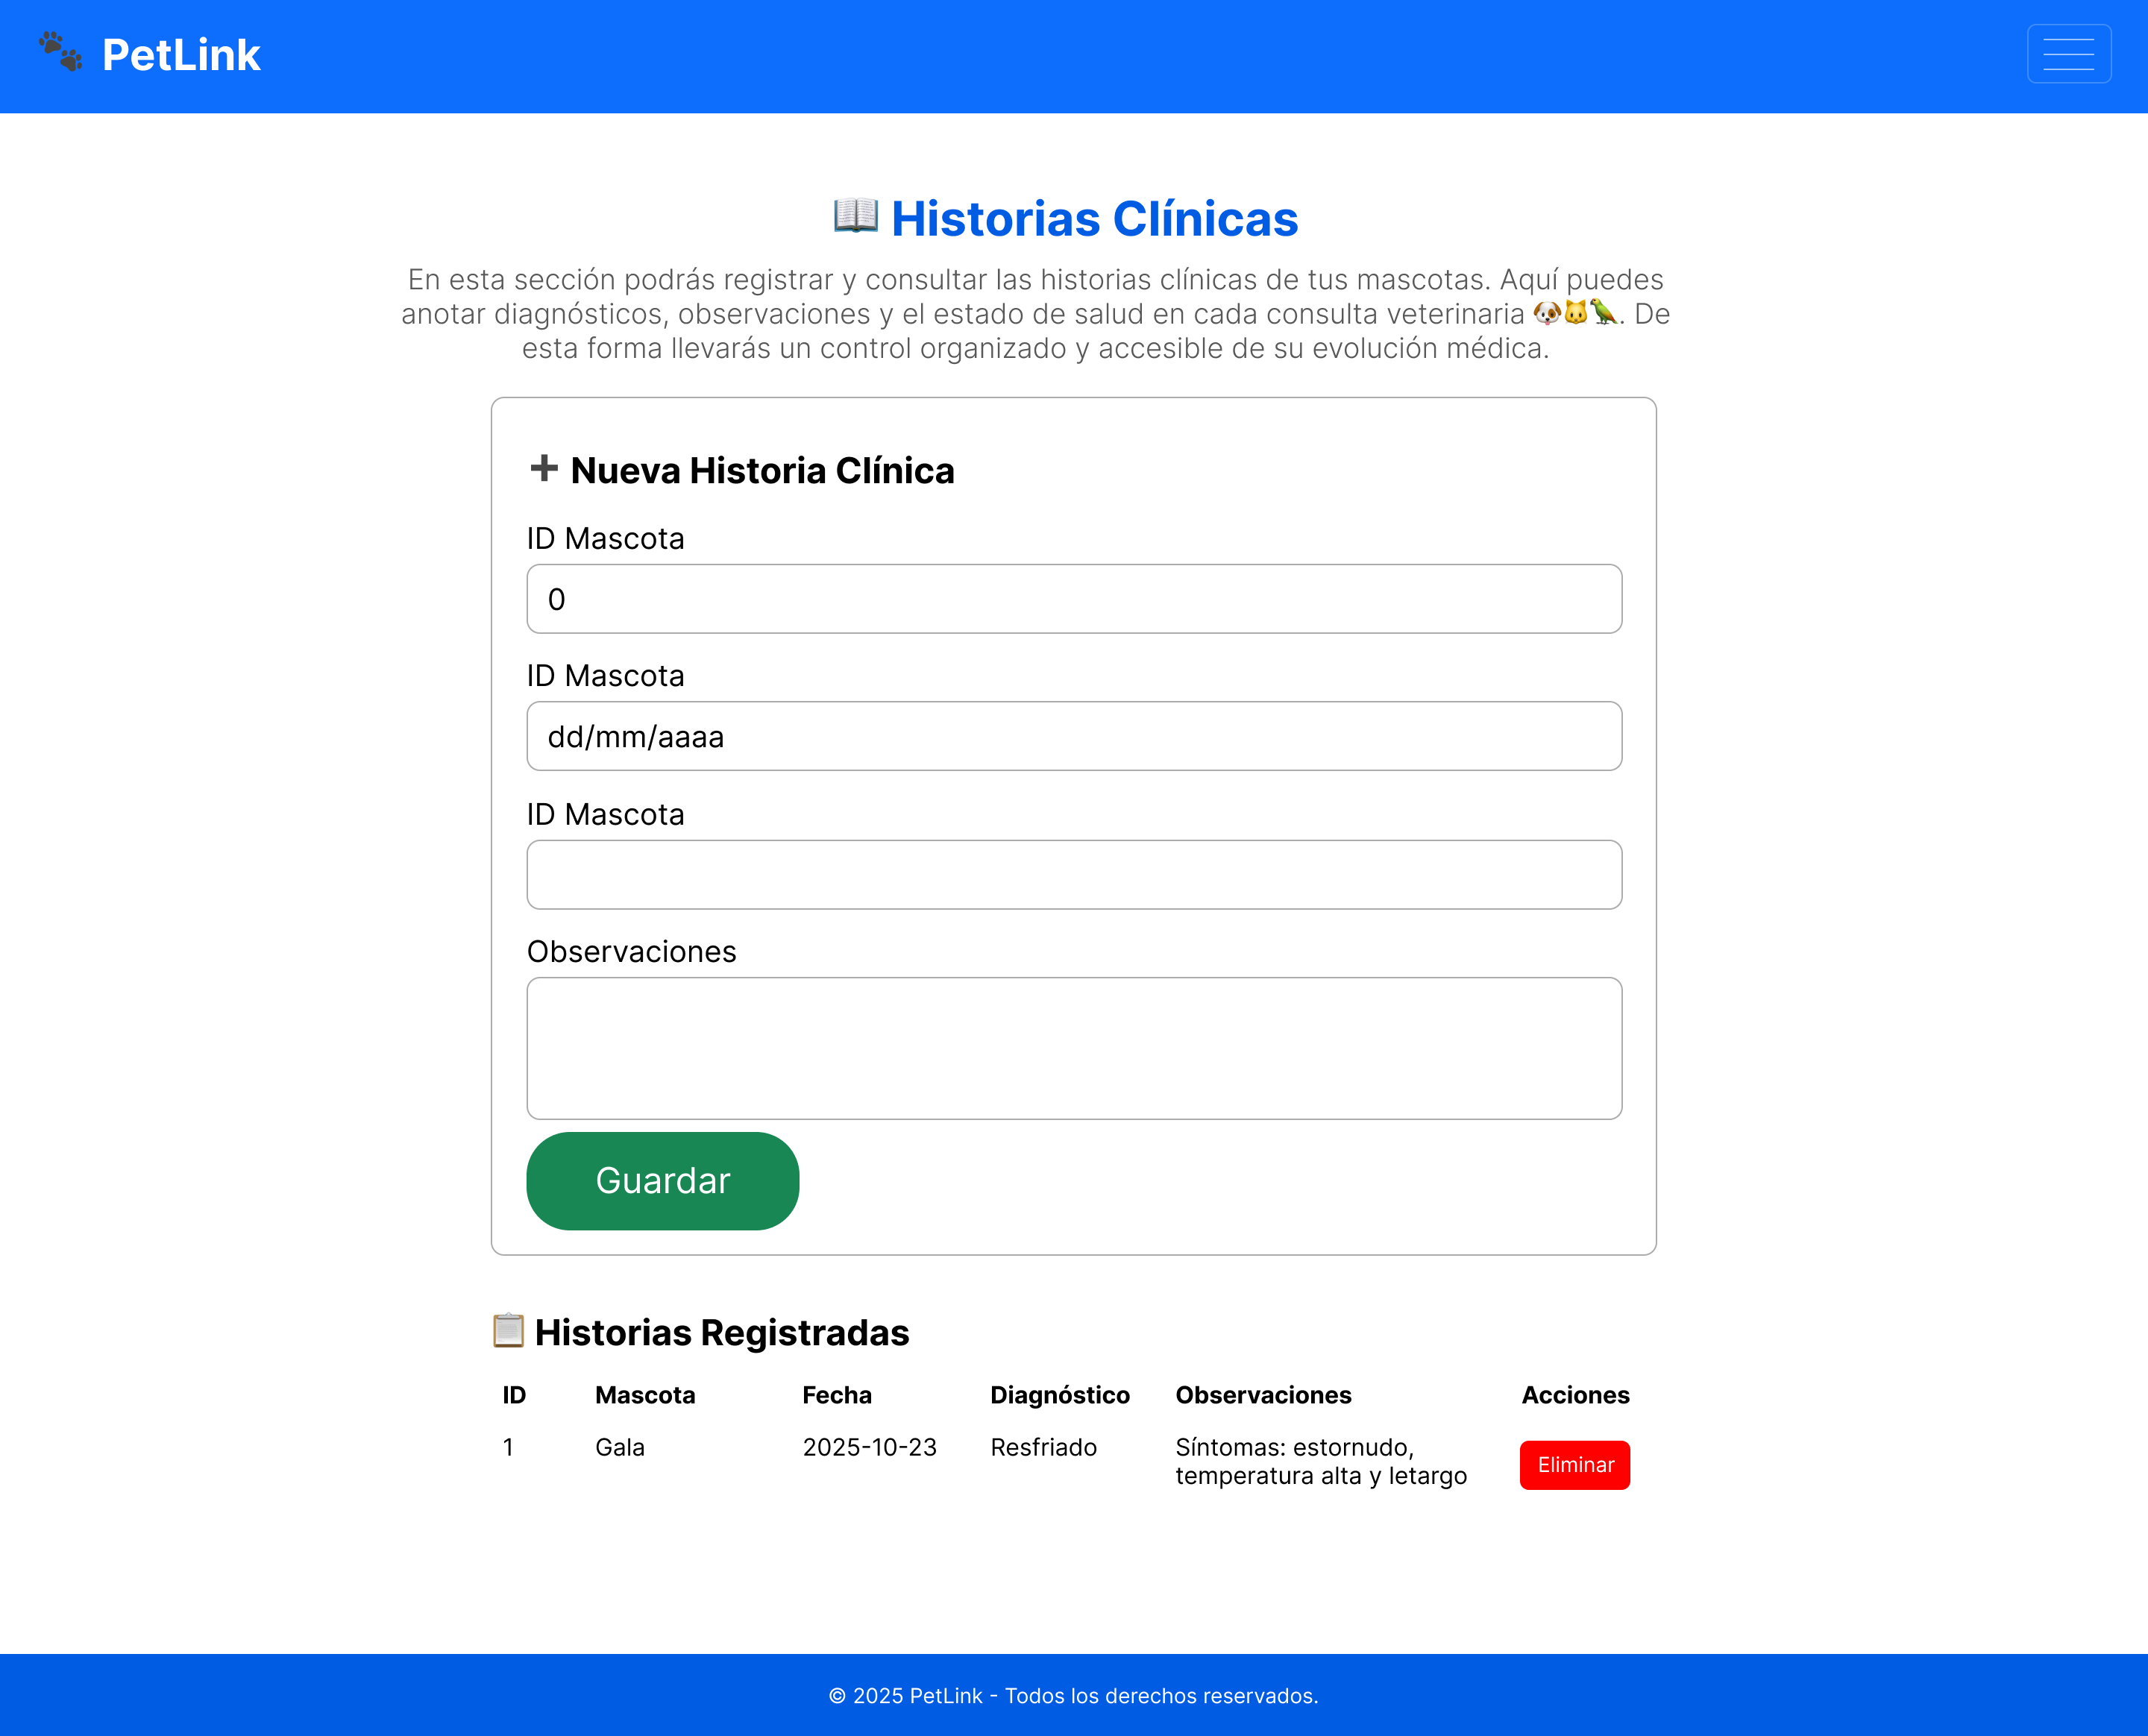 🐾 PetLink
📖 Historias Clínicas
En esta sección podrás registrar y consultar las historias clínicas de tus mascotas. Aquí puedes
anotar diagnósticos, observaciones y el estado de salud en cada consulta veterinaria 🐶🐱🦜. De
esta forma llevarás un control organizado y accesible de su evolución médica.
➕ Nueva Historia Clínica
ID Mascota
0
ID Mascota
dd/mm/aaaa
ID Mascota
Observaciones
Guardar
📋 Historias Registradas
ID Mascota Fecha Diagnóstico Observaciones Acciones
1 Gala 2025-10-23 Resfriado Síntomas: estornudo,
temperatura alta y letargo
Eliminar
© 2025 PetLink - Todos los derechos reservados.